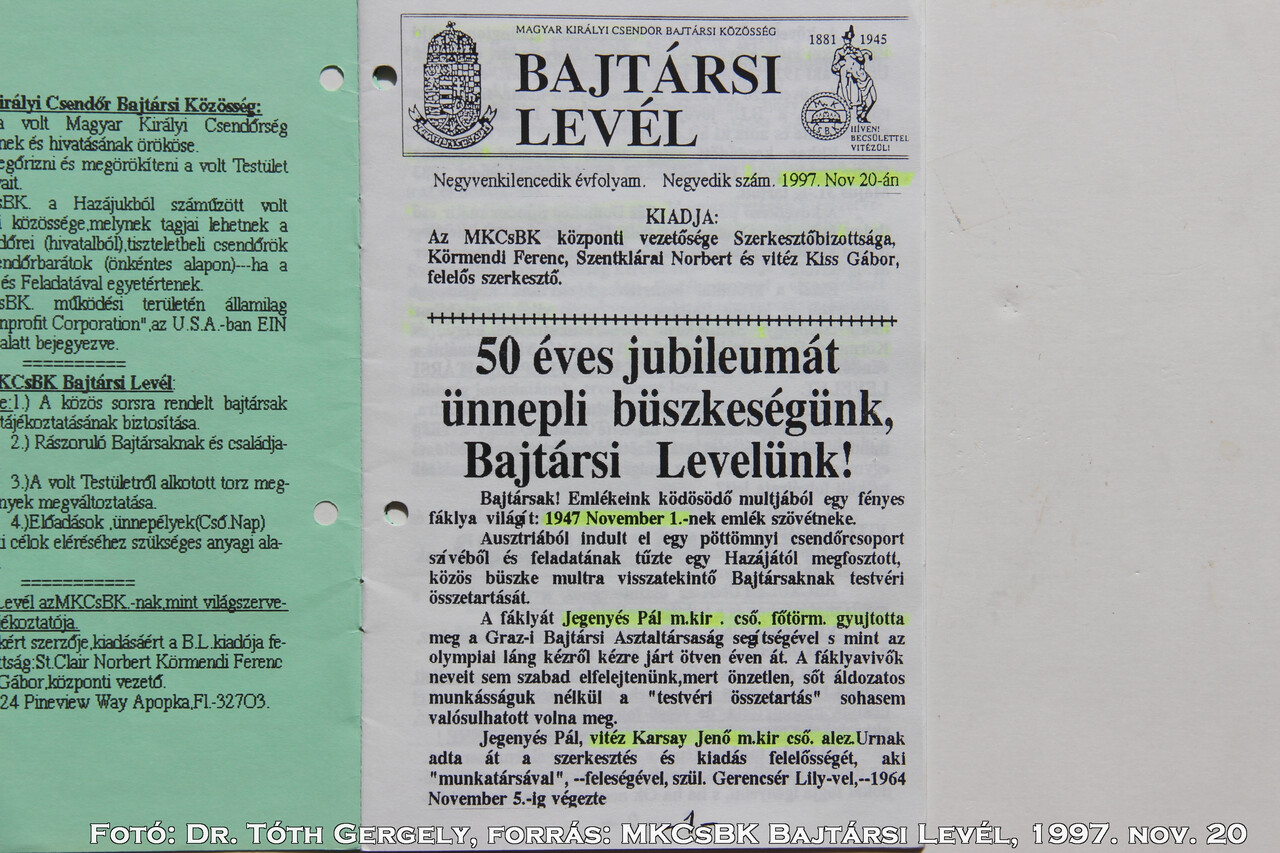 irályi Csendőr Bajtársi Közösség:
a volt Magyar Királyi Csendőrség
nek és hivatásának örököse.
egőrizni és megörökíteni a volt Testület
ait.
sBK. a Hazájukból száműzött volt
i közössége,melynek tagjai lehetnek a
dőrei (hivatalból),tiszteletbeli csendőrök
endőrbarátok (önkéntes alapon)---ha a
és Feladatával egyetértenek.
sBK. működési területén államilag
nprofit Corporation",az U.S.A.-ban EIN
alatt bejegyezve.
===========
KCsBK Bajtársi Levél:
e:1.) A közös sorsra rendelt bajtársak
tájékoztatásának biztosítása.
2.) Rászoruló Bajtársaknak és családja-
3.)A volt Testületről alkotott torz meg-
nyek megváltoztatása.
4.)Előadások ,ünnepélyek(Cső.Nap)
i célok eléréséhez szükséges anyagi ala-
============
Levél azMKCsBK.-nak,mint világszerve-
ékoztatója.
kért szerzője,kiadásáért a B.L.kiadója fe-
ttság:St.Clair Norbert Körmendi Ferenc
Gábor,központi vezető.
24 Pineview Way Apopka,Fl.-32703.
MAGYAR KIRÁLYI CSENDŐR BAJTÁRSI KÖZÖSSÉG
BAJTÁRSI
LEVÉL
1881 1945
M. K.
Cs B K
HÍVEN!
BECSÜLETTEL
VITÉZÜL!
Negyvenkilencedik évfolyam. Negyedik szám. 1997. Nov 20-án
KIADJA:
Az MKCsBK központi vezetősége Szerkesztőbizottsága,
Körmendi Ferenc, Szentklárai Norbert és vitéz Kiss Gábor,
felelős szerkesztő.
50 éves jubileumát
ünnepli büszkeségünk,
Bajtársi Levelünk!
Bajtársak! Emlékeink ködösödő multjából egy fényes
fáklya világít: 1947 November 1.-nek emlék szövétneke.
Ausztriából indult el egy pöttömnyi csendőrcsoport
szívéből és feladatának tűzte egy Hazájától megfosztott,
közös büszke multra visszatekintő Bajtársaknak testvéri
összetartását.
A fáklyát Jegenyés Pál m.kir . cső. főtörm. gyujtotta
meg a Graz-i Bajtársi Asztaltársaság segítségével s mint az
olympiai láng kézről kézre járt ötven éven át. A fáklyavivők
neveit sem szabad elfelejtenünk,mert önzetlen, sőt áldozatos
munkásságuk nélkül a "testvéri összetartás" sohasem
valósulhatott volna meg.
Jegenyés Pál, vitéz Karsay Jenő m.kir cső. alez.Urnak
adta át a szerkesztés és kiadás felelősségét, aki
"munkatársával", --feleségével, szül. Gerencsér Lily-vel,--1964
November 5.-ig végezte
-1-
Fotó: Dr. Tóth Gergely, forrás: MKCsBK Bajtársi Levél, 1997. nov. 20